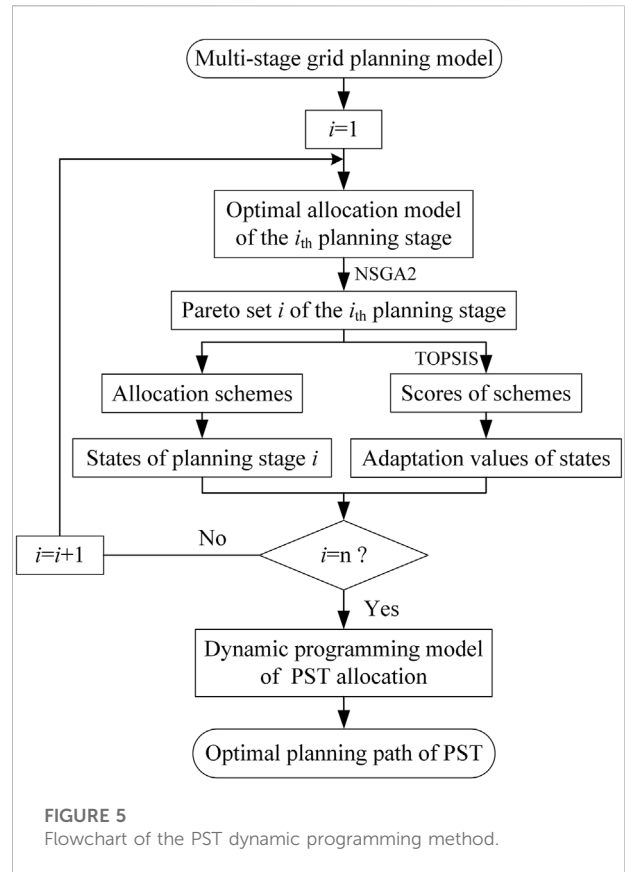 Multi-stage grid planning model
i=1
Optimal allocation model
of the ith planning stage
NSGA2
Pareto set i of the ith planning stage
TOPSIS
Allocation schemes
Scores of schemes
States of planning stage i
Adaptation values of states
No
i=i+1
i=n ?
Yes
Dynamic programming model
of PST allocation
Optimal planning path of PST
FIGURE 5
Flowchart of the PST dynamic programming method.